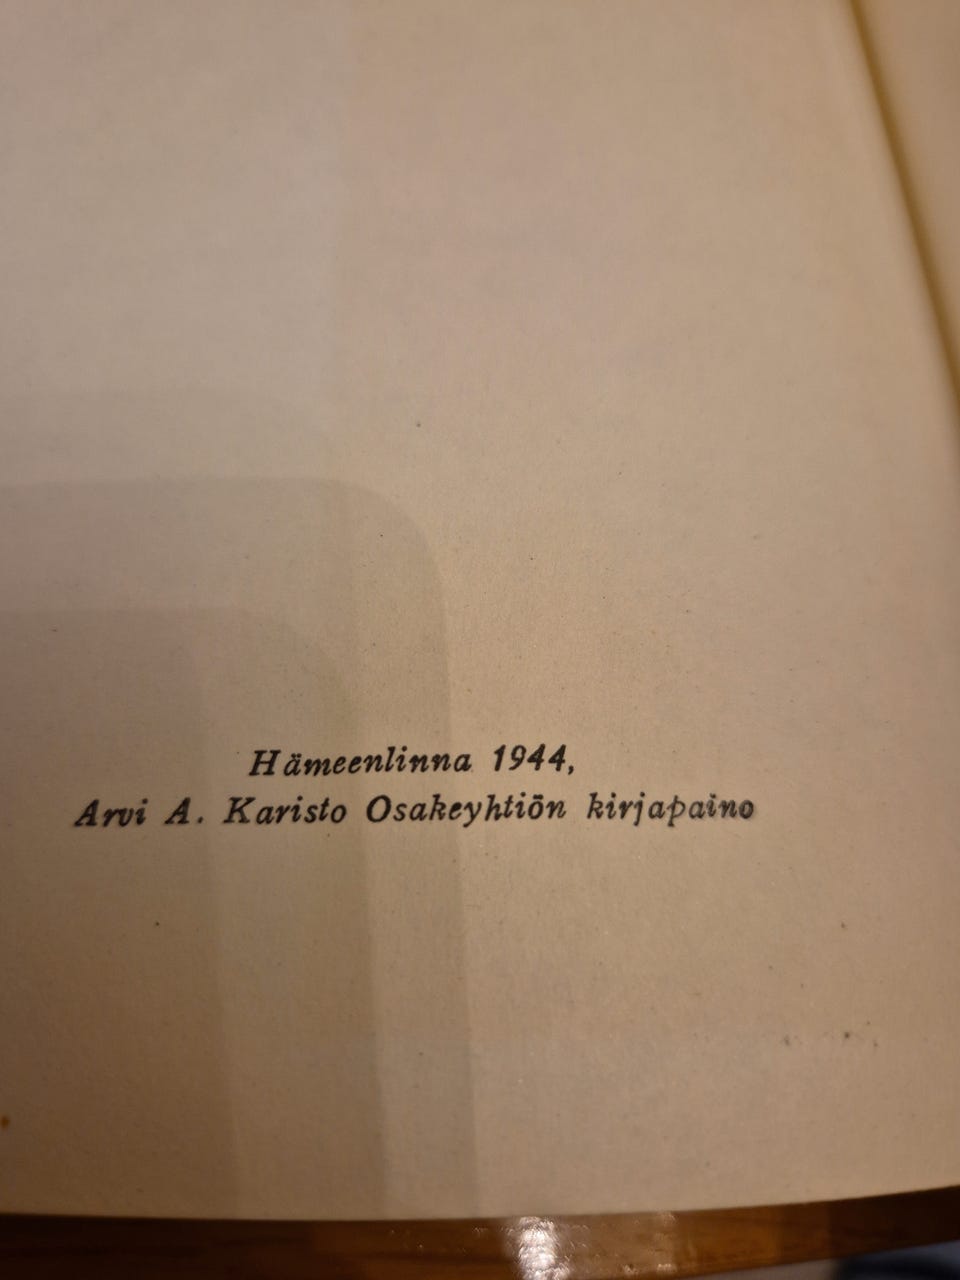 Hämeenlinna 1944,
Arvi A. Karisto Osakeyhtiön kirjapaino